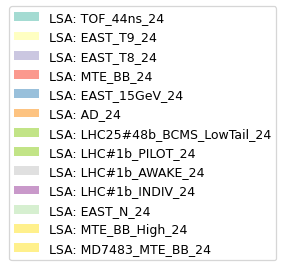 LSA: TOF_44ns_24
LSA: EAST_T9_24
LSA: EAST_T8_24
LSA: MTE_BB_24
LSA: EAST_15GeV_24
LSA: AD_24
LSA: LHC25#48b_BCMS_LowTail_24
LSA: LHC#1b_PILOT_24
LSA: LHC#1b_AWAKE_24
LSA: LHC#1b_INDIV_24
LSA: EAST_N_24
LSA: MTE_BB_High_24
LSA: MD7483_MTE_BB_24